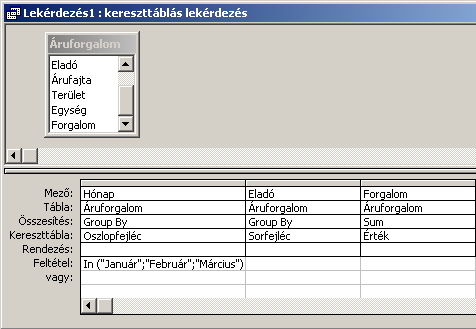 Lekérdezés1 : kereszttáblás lekérdezés
Áruforgalom
Eladó
Árufajta
Terület
Egység
Forgalom
Mező: Hónap Eladó Forgalom
Tábla: Áruforgalom Áruforgalom Áruforgalom
Összesítés: Group By Group By Sum
Kereszttábla: Oszlopfejléc Sorfejléc Érték
Rendezés:
Feltétel: In ("Január";"Február";"Március")
vagy: